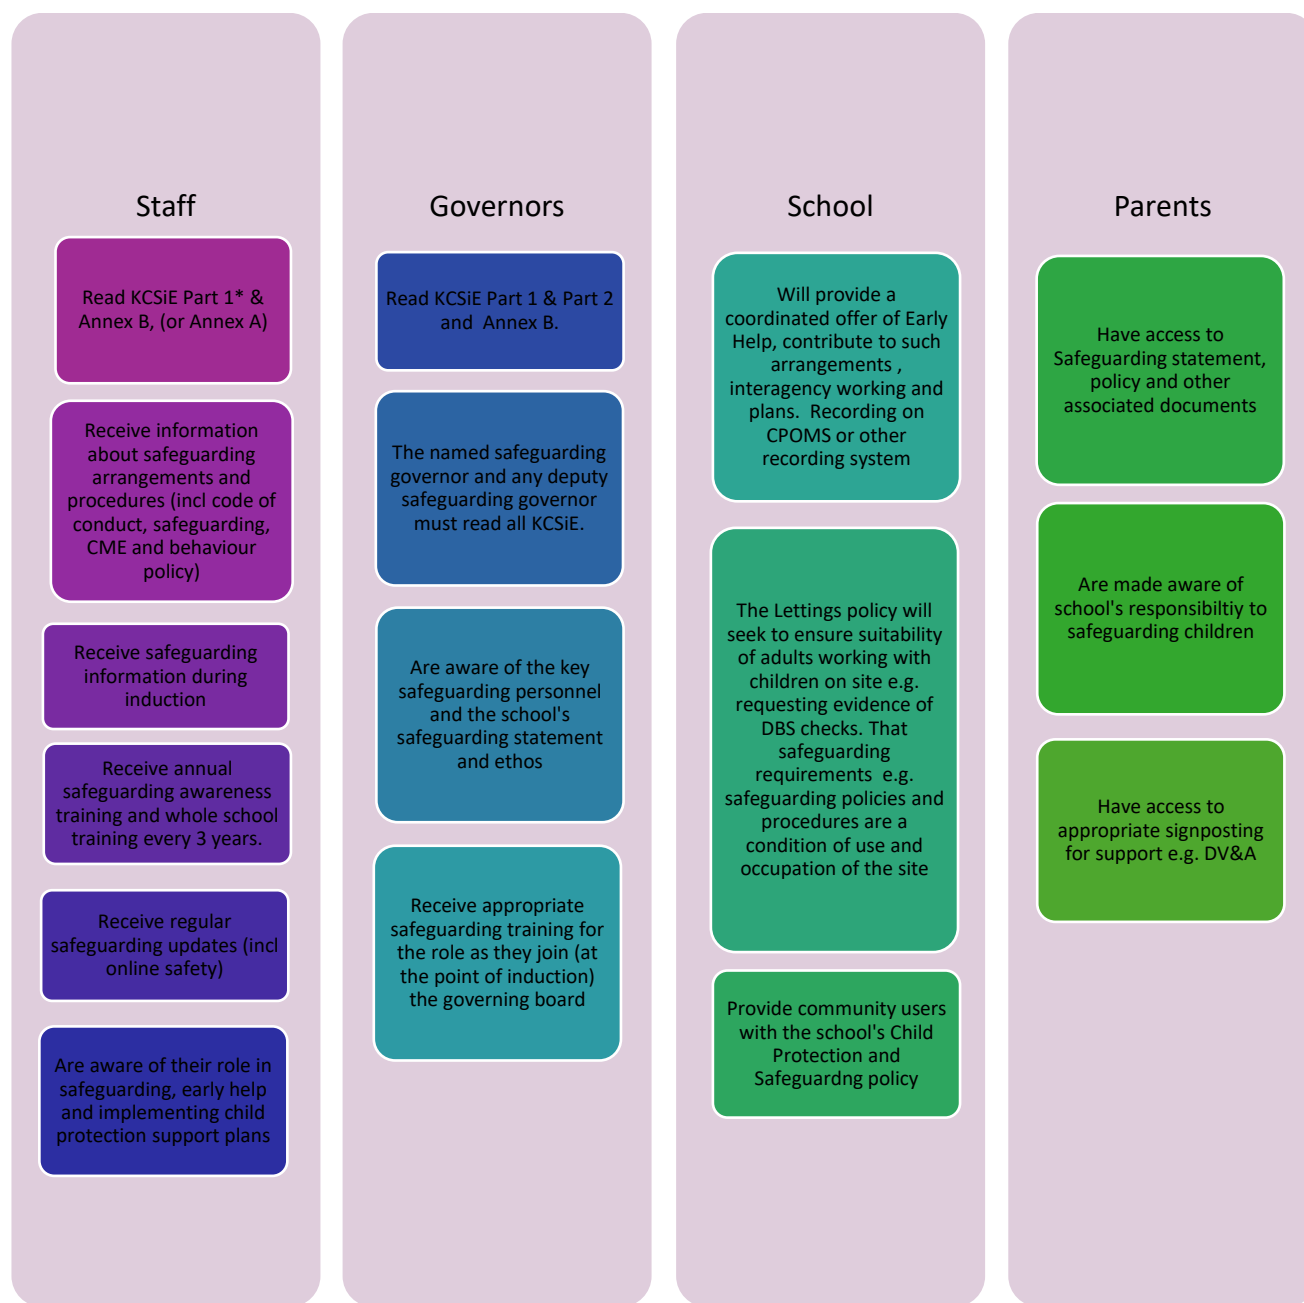 Staff
Read KCSiE Part 1* &
Annex B, (or Annex A)
Receive information
about safeguarding
arrangements and
procedures (incl code of
conduct, safeguarding,
CME and behaviour
policy)
Receive safeguarding
information during
induction
Receive annual
safeguarding awareness
training and whole school
training every 3 years.
Receive regular
safeguarding updates (incl
online safety)
Are aware of their role in
safeguarding, early help
and implementing child
protection support plans
Governors
Read KCSiE Part 1 & Part 2
and  Annex B.
The named safeguarding
governor and any deputy
safeguarding governor
must read all KCSiE.
Are aware of the key
safeguarding personnel
and the school's
safeguarding statement
and ethos
Receive appropriate
safeguarding training for
the role as they join (at
the point of induction)
the governing board
School
Will provide a
coordinated offer of Early
Help, contribute to such
arrangements ,
interagency working and
plans.  Recording on
CPOMS or other
recording system
The Lettings policy will
seek to ensure suitability
of adults working with
children on site e.g.
requesting evidence of
DBS checks. That
safeguarding
requirements  e.g.
safeguarding policies and
procedures are a
condition of use and
occupation of the site
Provide community users
with the school's Child
Protection and
Safeguardng policy
Parents
Have access to
Safeguarding statement,
policy and other
associated documents
Are made aware of
school's responsibiltiy to
safeguarding children
Have access to
appropriate signposting
for support e.g. DV&A